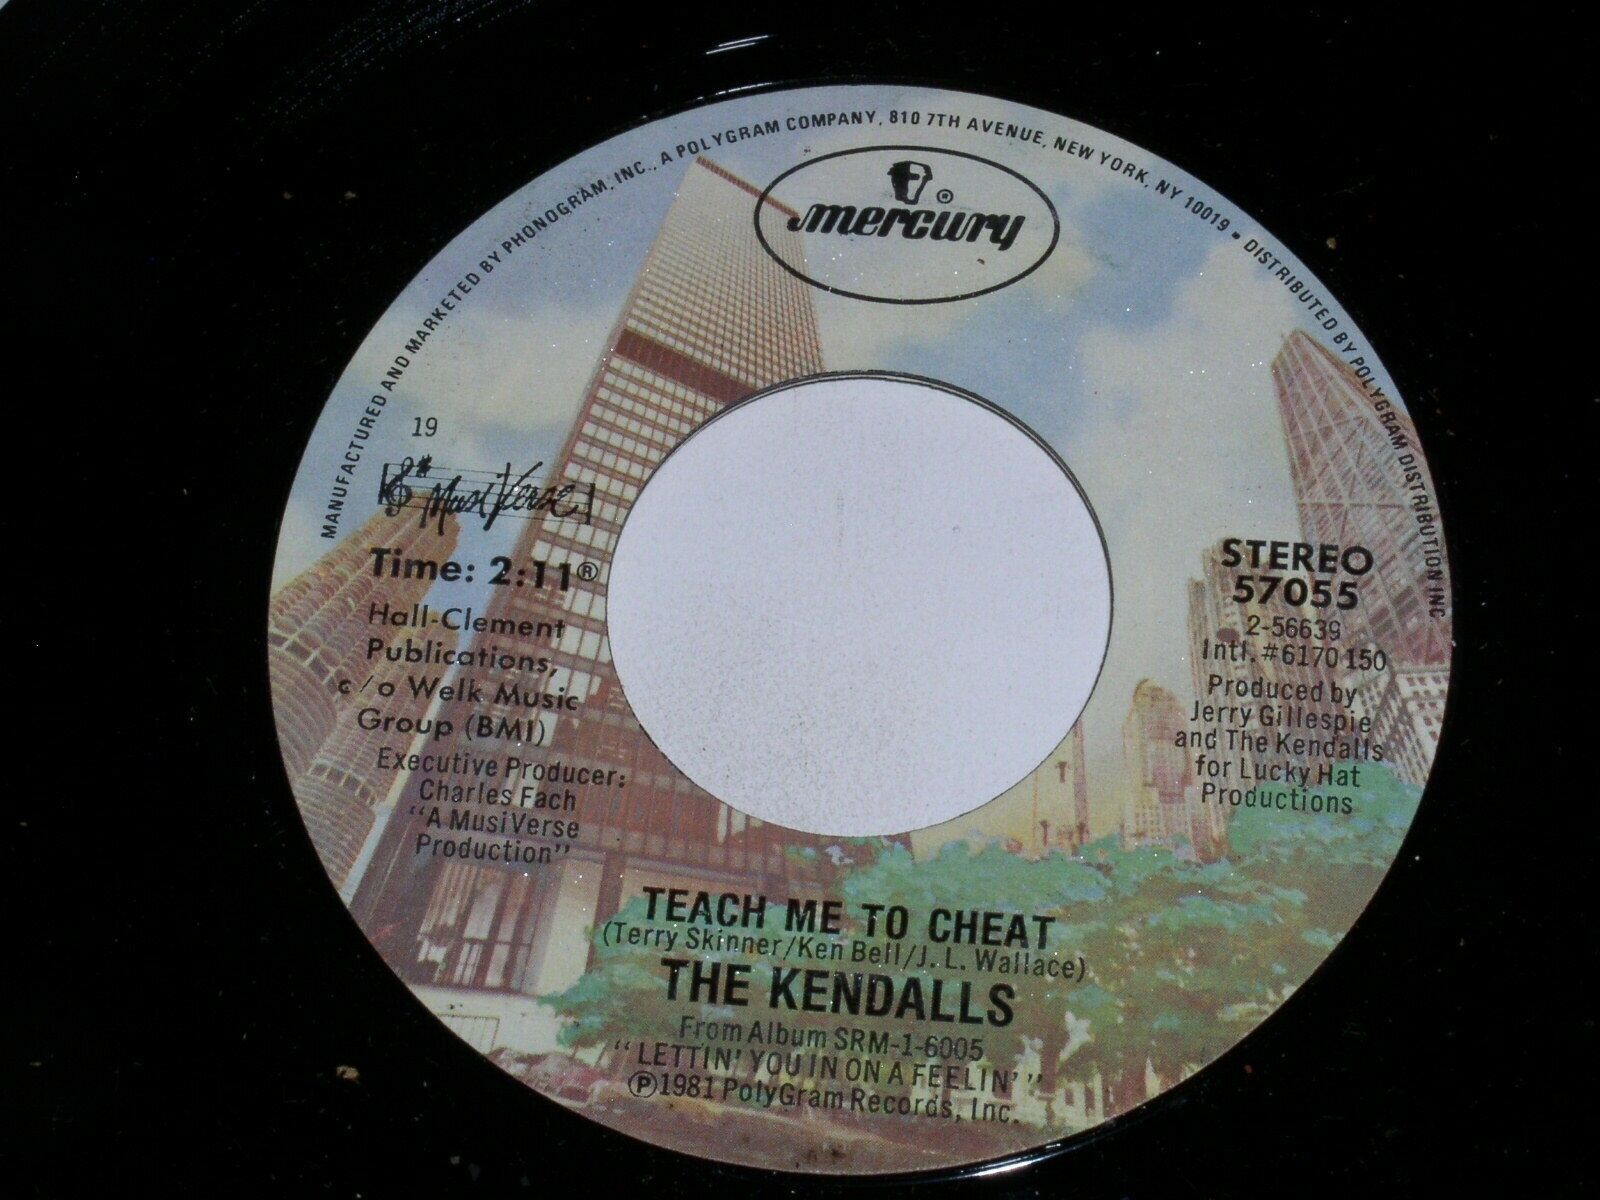 MANUFACTURED AND MARKETED BY PHONOGRAM, INC., A POLYGRAM COMPANY, 810 7TH AVENUE, NEW YORK, NY 10019 • DISTRIBUTED BY POLYGRAM DISTRIBUTION INC
mercury®
19
MusiVerse
Time: 2:11®
Hall-Clement
Publications,
c/o Welk Music
Group (BMI)
Executive Producer:
Charles Fach
"A MusiVerse
Production"
STEREO
57055
2-56639
Intl. #6170 150
Produced by
Jerry Gillespie
and The Kendalls
for Lucky Hat
Productions
TEACH ME TO CHEAT
(Terry Skinner/Ken Bell/J. L. Wallace)
THE KENDALLS
From Album SRM-1-6005
"LETTIN' YOU IN ON A FEELIN'"
Ⓟ1981 PolyGram Records, Inc.